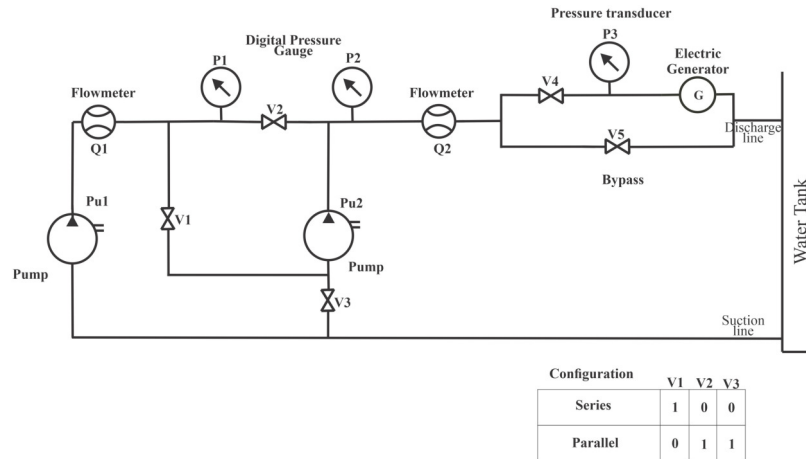 Pressure transducer
Digital Pressure
Gauge
P1
P2
P3
Electric
Generator
Flowmeter
V2
Flowmeter
V4
G
Q1
Q2
V5
Discharge
line
Bypass
Pu1
V1
Pu2
Pump
Pump
V3
Water Tank
Suction
line
Configuration V1 V2 V3
Series 1 0 0
Parallel 0 1 1